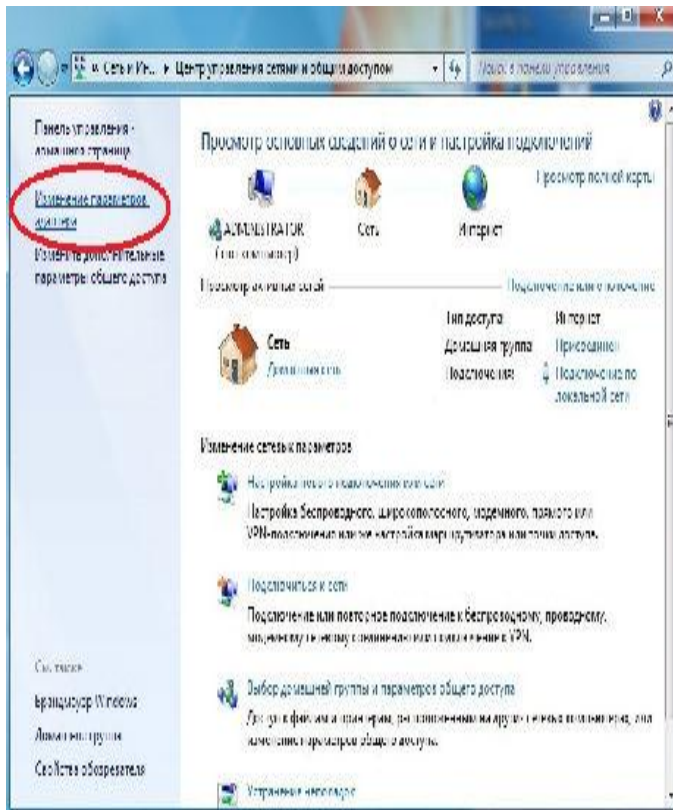 « Сеть и Ин... ▸ Центр управления сетями и общим доступом
Поиск в панели управления
Панель управления -
домашняя страница
Изменение параметров
адаптера
Изменить дополнительные
параметры общего доступа
См. также
Брандмауэр Windows
Домашняя группа
Свойства обозревателя
Просмотр основных сведений о сети и настройка подключений
Просмотр полной карты
ADMINISTRATOR
(этот компьютер)
Сеть
Интернет
Просмотр активных сетей
Подключение или отключение
Сеть
Домашняя сеть
Тип доступа: Интернет
Домашняя группа: Присоединен
Подключения: Подключение по
локальной сети
Изменение сетевых параметров
Настройка нового подключения или сети
Настройка беспроводного, широкополосного, модемного, прямого или
VPN-подключения или же настройка маршрутизатора или точки доступа.
Подключиться к сети
Подключение или повторное подключение к беспроводному, проводному,
модемному сетевому соединению или подключение к VPN.
Выбор домашней группы и параметров общего доступа
Доступ к файлам и принтерам, расположенным на других сетевых компьютерах, или
изменение параметров общего доступа.
Устранение неполадок